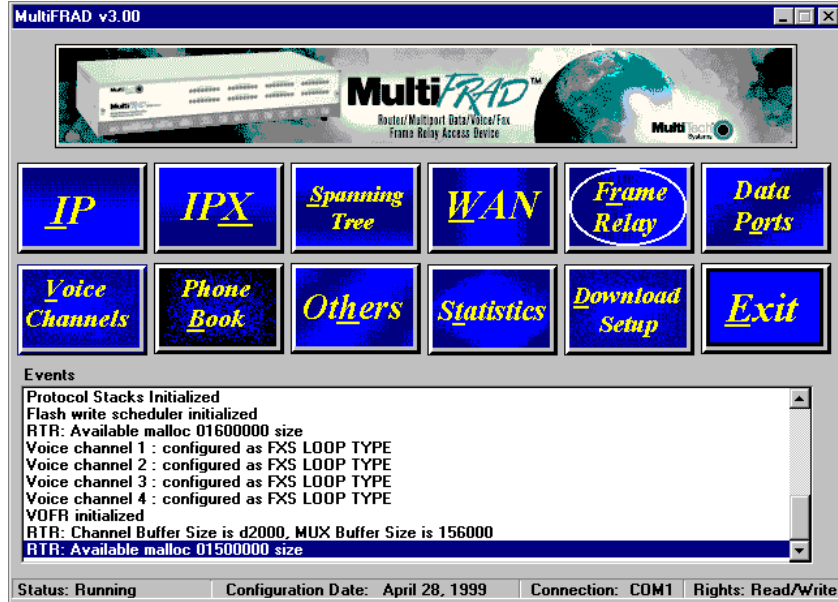 MultiFRAD v3.00
MultiFRAD™
Router/Multiport Data/Voice/Fax
Frame Relay Access Device
MultiTech
Systems
IP
IPX
Spanning
Tree
WAN
Frame
Relay
Data
Ports
Voice
Channels
Phone
Book
Others
Statistics
Download
Setup
Exit
Events
Protocol Stacks Initialized
Flash write scheduler initialized
RTR: Available malloc 01600000 size
Voice channel 1 : configured as FXS LOOP TYPE
Voice channel 2 : configured as FXS LOOP TYPE
Voice channel 3 : configured as FXS LOOP TYPE
Voice channel 4 : configured as FXS LOOP TYPE
VOFR initialized
RTR: Channel Buffer Size is d2000, MUX Buffer Size is 156000
RTR: Available malloc 01500000 size
Status: Running Configuration Date: April 28, 1999 Connection: COM1 Rights: Read/Write